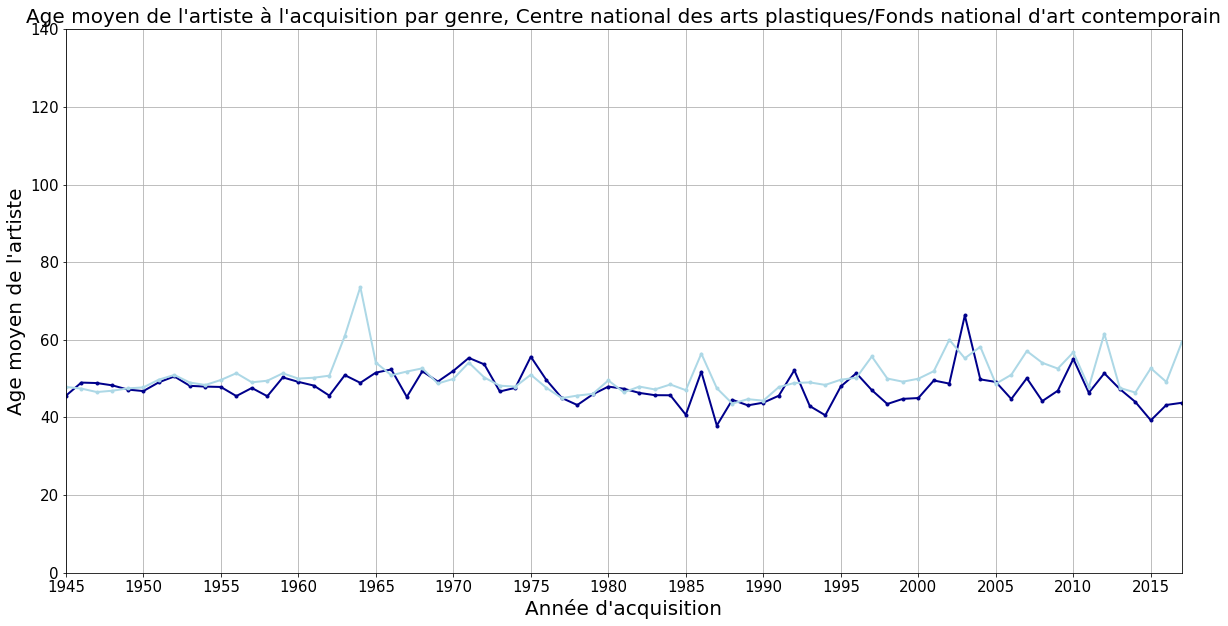 Age moyen de l'artiste à l'acquisition par genre, Centre national des arts plastiques/Fonds national d'art contemporain
140
120
100
80
60
40
20
0
Age moyen de l'artiste
1945 1950 1955 1960 1965 1970 1975 1980 1985 1990 1995 2000 2005 2010 2015
Année d'acquisition